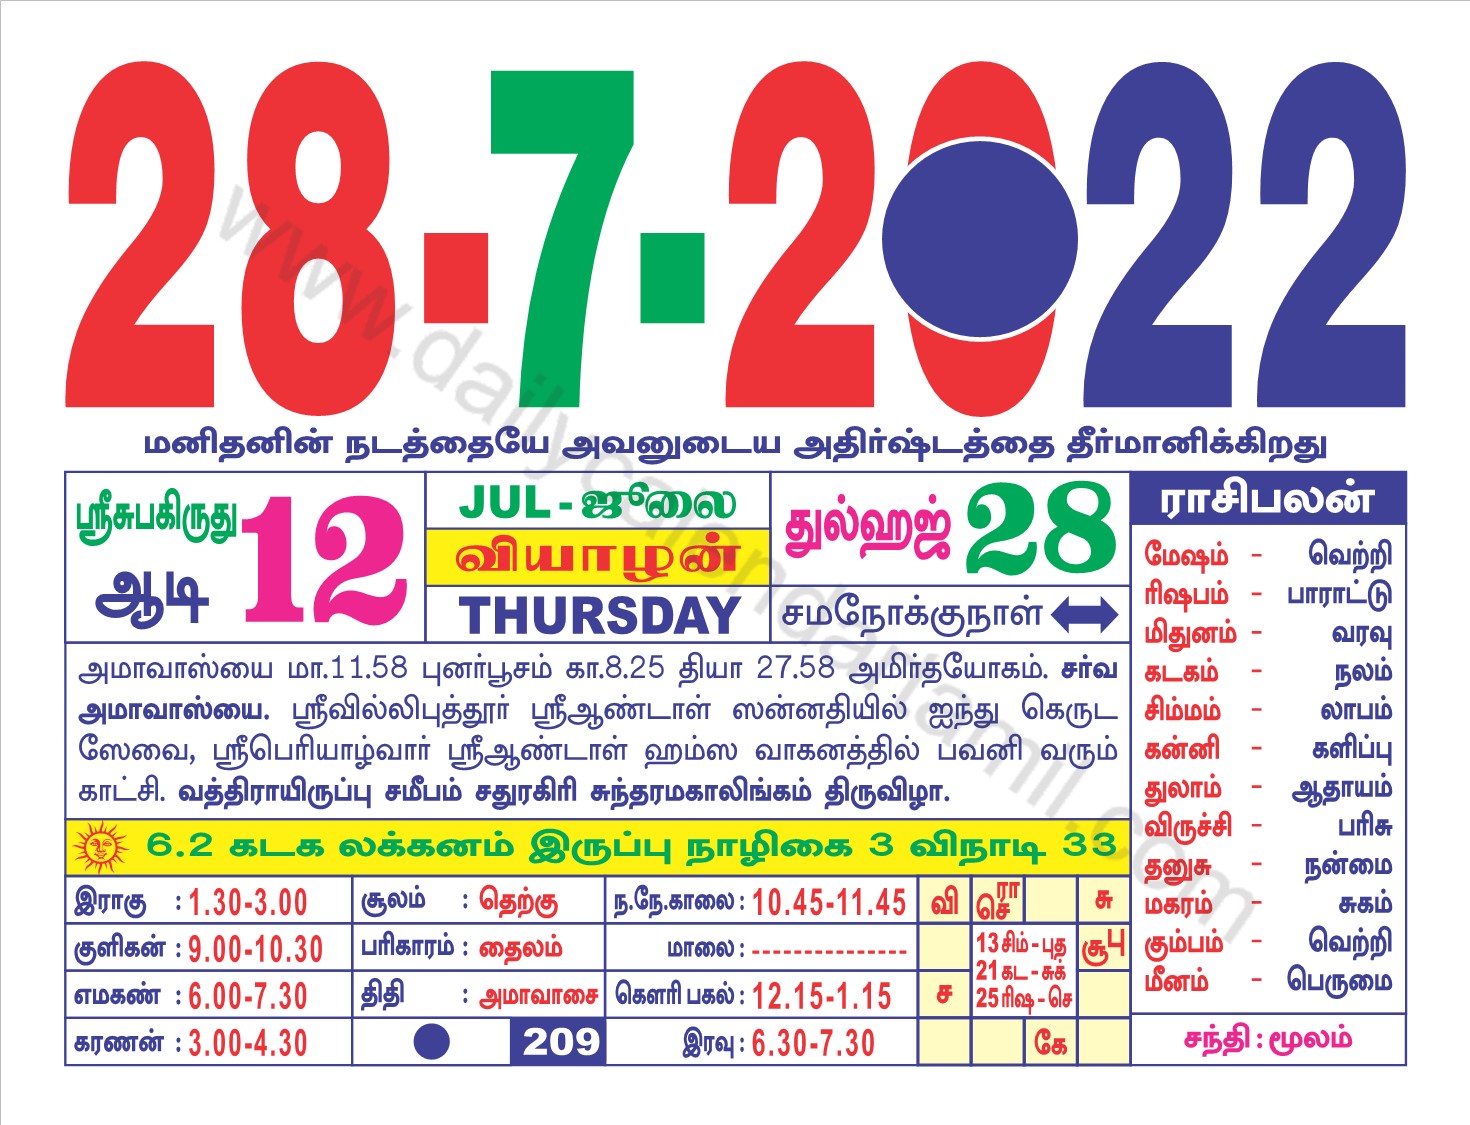 28-7-2022
மனிதனின் நடத்தையே அவனுடைய அதிர்ஷ்டத்தை தீர்மானிக்கிறது
ஸ்ரீசுபகிருது
ஆடி
12
JUL - ஜூலை
வியாழன்
THURSDAY
துல்ஹஜ் 28
சமநோக்குநாள்
அமாவாஸ்யை மா.11.58 புனர்பூசம் கா.8.25 தியா 27.58 அமிர்தயோகம். சர்வ
அமாவாஸ்யை. ஸ்ரீவில்லிபுத்தூர் ஸ்ரீஆண்டாள் ஸன்னதியில் ஐந்து கெருட
ஸேவை, ஸ்ரீபெரியாழ்வார் ஸ்ரீஆண்டாள் ஹம்ஸ வாகனத்தில் பவனி வரும்
காட்சி. வத்திராயிருப்பு சமீபம் சதுரகிரி சுந்தரமகாலிங்கம் திருவிழா.
6.2 கடக லக்கனம் இருப்பு நாழிகை 3 விநாடி 33
இராகு : 1.30-3.00
குளிகன் : 9.00-10.30
எமகண் : 6.00-7.30
கரணன் : 3.00-4.30
சூலம் : தெற்கு
பரிகாரம் : தைலம்
திதி : அமாவாசை
209
ந.நே.காலை : 10.45-11.45
மாலை : ---------------
கௌரி பகல் : 12.15-1.15
இரவு : 6.30-7.30
வி
ரா
செ
சு
13 சிம் - புத
21 கட - சுக்
25 ரிஷ - செ
சூ பு
ச
கே
ராசிபலன்
மேஷம் - வெற்றி
ரிஷபம் - பாராட்டு
மிதுனம் - வரவு
கடகம் - நலம்
சிம்மம் - லாபம்
கன்னி - களிப்பு
துலாம் - ஆதாயம்
விருச்சி - பரிசு
தனுசு - நன்மை
மகரம் - சுகம்
கும்பம் - வெற்றி
மீனம் - பெருமை
சந்தி : மூலம்
www.dailycalendartamil.com